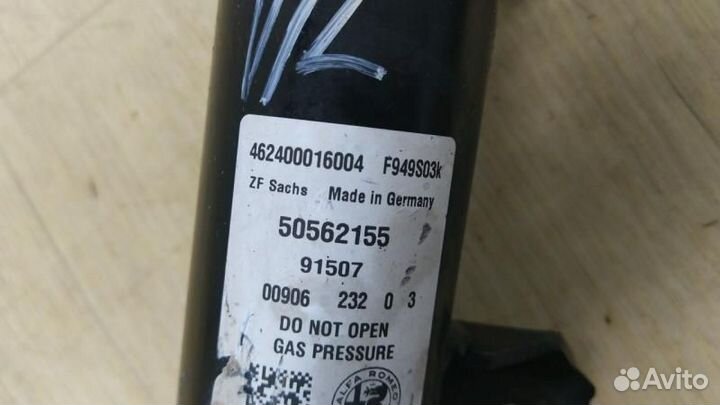 462400016004 F949S03k
ZF Sachs Made in Germany
50562155
91507
00906 232 0 3
DO NOT OPEN
GAS PRESSURE
ALFA ROMEO
Avito